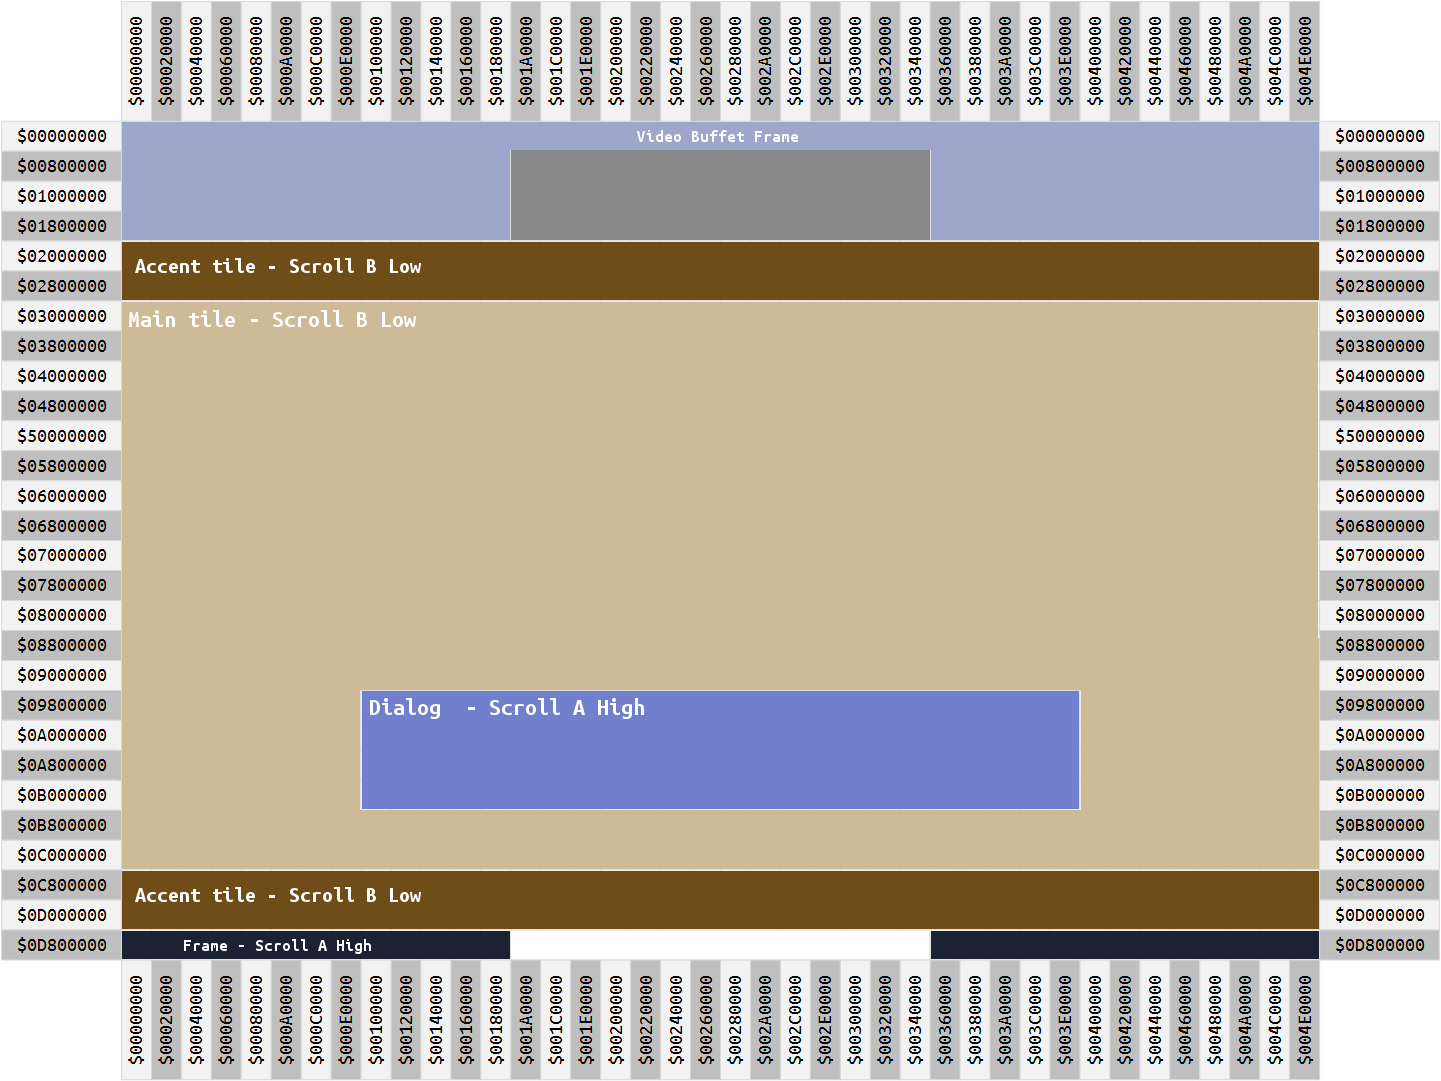 $00000000 $00020000 $00040000 $00060000 $00080000 $000A0000 $000C0000 $000E0000 $00100000 $00120000 $00140000 $00160000 $00180000 $001A0000 $001C0000 $001E0000 $00200000 $00220000 $00240000 $00260000 $00280000 $002A0000 $002C0000 $002E0000 $00300000 $00320000 $00340000 $00360000 $00380000 $003A0000 $003C0000 $003E0000 $00400000 $00420000 $00440000 $00460000 $00480000 $004A0000 $004C0000 $004E0000
$00000000 Video Buffet Frame $00000000
$00800000 $00800000
$01000000 $01000000
$01800000 $01800000
$02000000 Accent tile - Scroll B Low $02000000
$02800000 $02800000
$03000000 Main tile - Scroll B Low $03000000
$03800000 $03800000
$04000000 $04000000
$04800000 $04800000
$50000000 $50000000
$05800000 $05800000
$06000000 $06000000
$06800000 $06800000
$07000000 $07000000
$07800000 $07800000
$08000000 $08000000
$08800000 $08800000
$09000000 $09000000
$09800000 Dialog  - Scroll A High $09800000
$0A000000 $0A000000
$0A800000 $0A800000
$0B000000 $0B000000
$0B800000 $0B800000
$0C000000 $0C000000
$0C800000 Accent tile - Scroll B Low $0C800000
$0D000000 $0D000000
$0D800000 Frame - Scroll A High $0D800000
$00000000 $00020000 $00040000 $00060000 $00080000 $000A0000 $000C0000 $000E0000 $00100000 $00120000 $00140000 $00160000 $00180000 $001A0000 $001C0000 $001E0000 $00200000 $00220000 $00240000 $00260000 $00280000 $002A0000 $002C0000 $002E0000 $00300000 $00320000 $00340000 $00360000 $00380000 $003A0000 $003C0000 $003E0000 $00400000 $00420000 $00440000 $00460000 $00480000 $004A0000 $004C0000 $004E0000